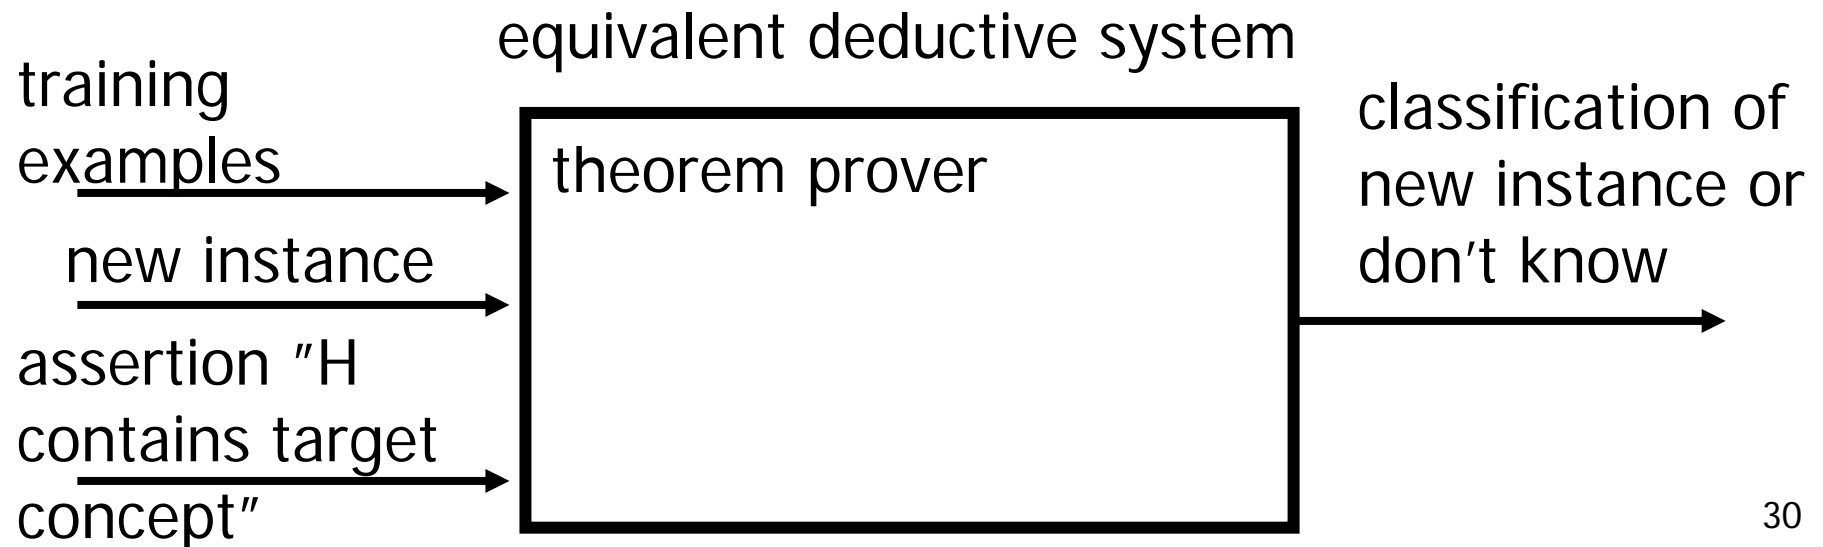 equivalent deductive system
training
examples
new instance
assertion "H
contains target
concept"
theorem prover
classification of
new instance or
don't know
30